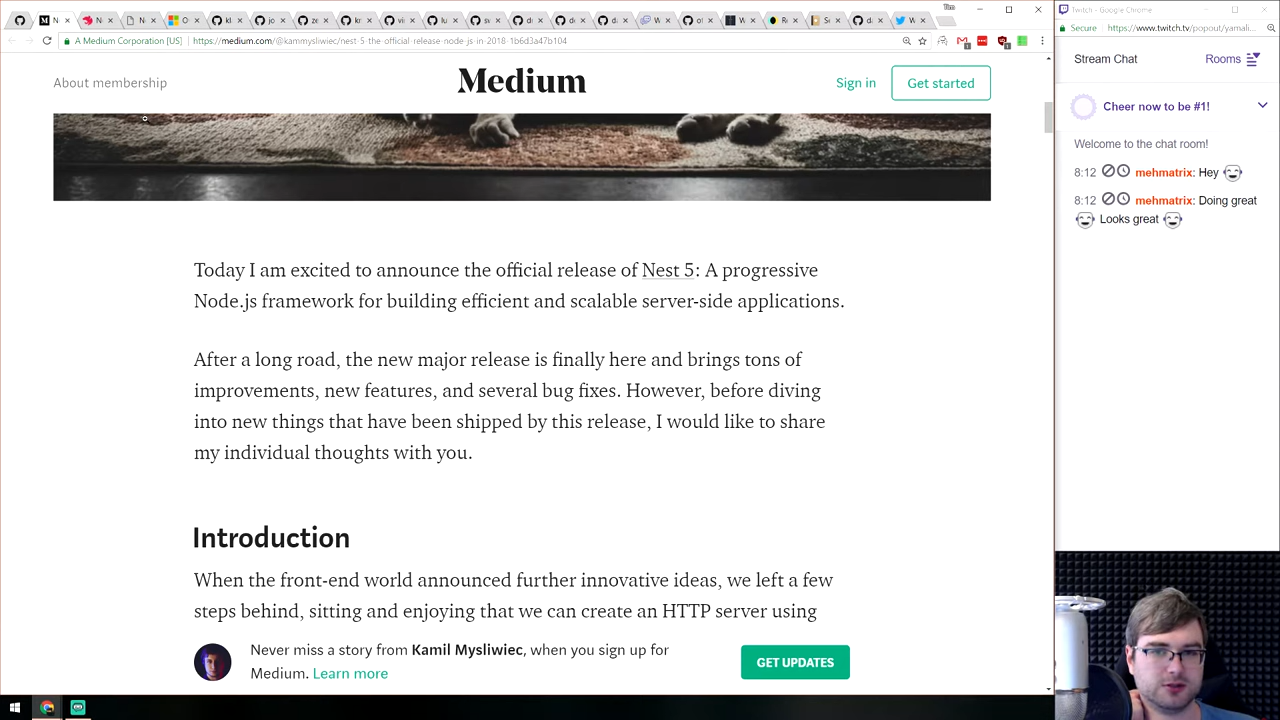 Tim
Twitch - Google Chrome
A Medium Corporation [US]
https://medium.com/@kammysliwiec/nest-5-the-official-release-node-js-in-2018-1b6d3a47b104
Secure
https://www.twitch.tv/popout/yamali...
About membership
Medium
Sign in
Get started
Stream Chat
Rooms
Cheer now to be #1!
Welcome to the chat room!
8:12 mehmatrix: Hey
8:12 mehmatrix: Doing great
Looks great
Today I am excited to announce the official release of Nest 5: A progressive
Node.js framework for building efficient and scalable server-side applications.
After a long road, the new major release is finally here and brings tons of
improvements, new features, and several bug fixes. However, before diving
into new things that have been shipped by this release, I would like to share
my individual thoughts with you.
Introduction
When the front-end world announced further innovative ideas, we left a few
steps behind, sitting and enjoying that we can create an HTTP server using
Never miss a story from Kamil Mysliwiec, when you sign up for
Medium. Learn more
GET UPDATES